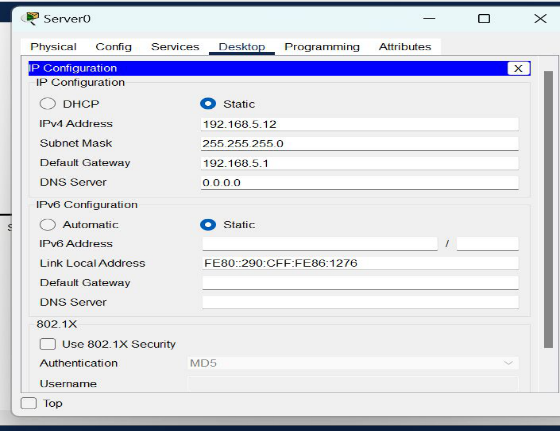 Server0
Physical Config Services Desktop Programming Attributes
IP Configuration X
IP Configuration
DHCP Static
IPv4 Address 192.168.5.12
Subnet Mask 255.255.255.0
Default Gateway 192.168.5.1
DNS Server 0.0.0.0
IPv6 Configuration
Automatic Static
IPv6 Address /
Link Local Address FE80::290:CFF:FE86:1276
Default Gateway
DNS Server
802.1X
Use 802.1X Security
Authentication MD5
Username
Top